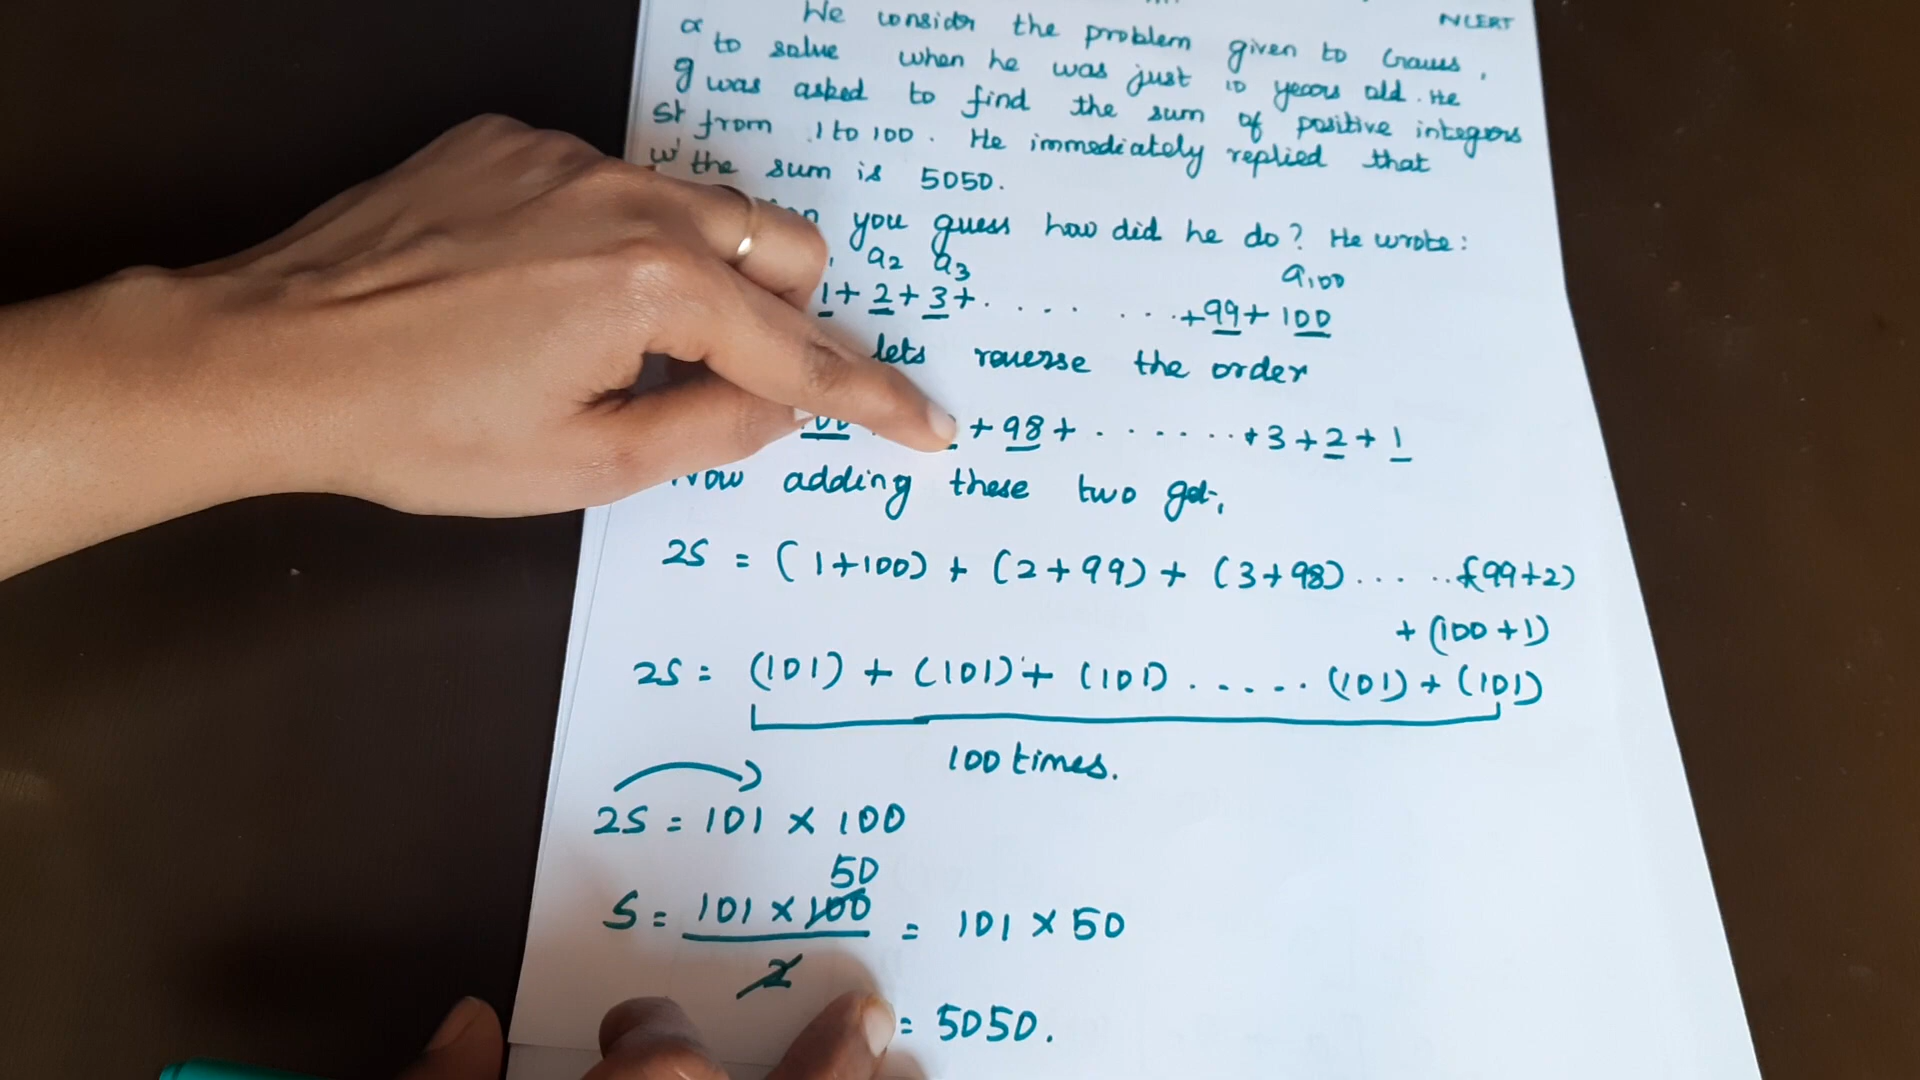 NCERT
We consider the problem given to Gauss,
to solve when he was just 10 years old. He
was asked to find the sum of positive integers
from 1 to 100. He immediately replied that
the sum is 5050.
you guess how did he do? He wrote:
a2 a3 a100
1+2+3+. . . . . . . .+99+100
lets reverse the order
+98+ . . . . . . . +3+2+1
Now adding these two get,
2S = (1+100) + (2+99) + (3+98) . . . . . +(99+2)
+ (100+1)
2S = (101) + (101) + (101) . . . . . . (101) + (101)
100 times.
2S = 101 × 100
50
S = 101 × 100 = 101 × 50
2
= 5050.